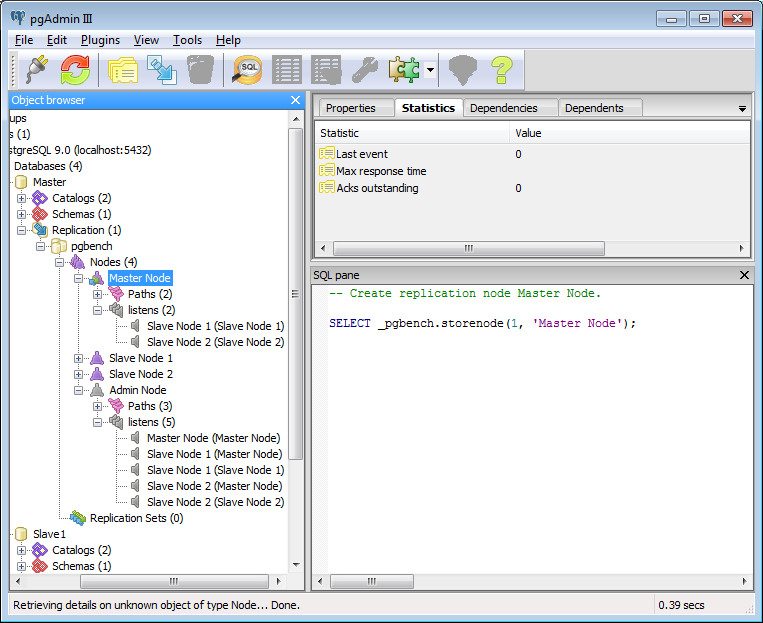 pgAdmin III
File Edit Plugins View Tools Help
SQL
Object browser
ups
s (1)
stgreSQL 9.0 (localhost:5432)
Databases (4)
Master
Catalogs (2)
Schemas (1)
Replication (1)
pgbench
Nodes (4)
Master Node
Paths (2)
listens (2)
Slave Node 1 (Slave Node 1)
Slave Node 2 (Slave Node 2)
Slave Node 1
Slave Node 2
Admin Node
Paths (3)
listens (5)
Master Node (Master Node)
Slave Node 1 (Master Node)
Slave Node 1 (Slave Node 1)
Slave Node 2 (Master Node)
Slave Node 2 (Slave Node 2)
Replication Sets (0)
Slave1
Catalogs (2)
Schemas (1)
Properties Statistics Dependencies Dependents
Statistic Value
Last event 0
Max response time
Acks outstanding 0
SQL pane
-- Create replication node Master Node.
SELECT _pgbench.storenode(1, 'Master Node');
Retrieving details on unknown object of type Node... Done. 0.39 secs